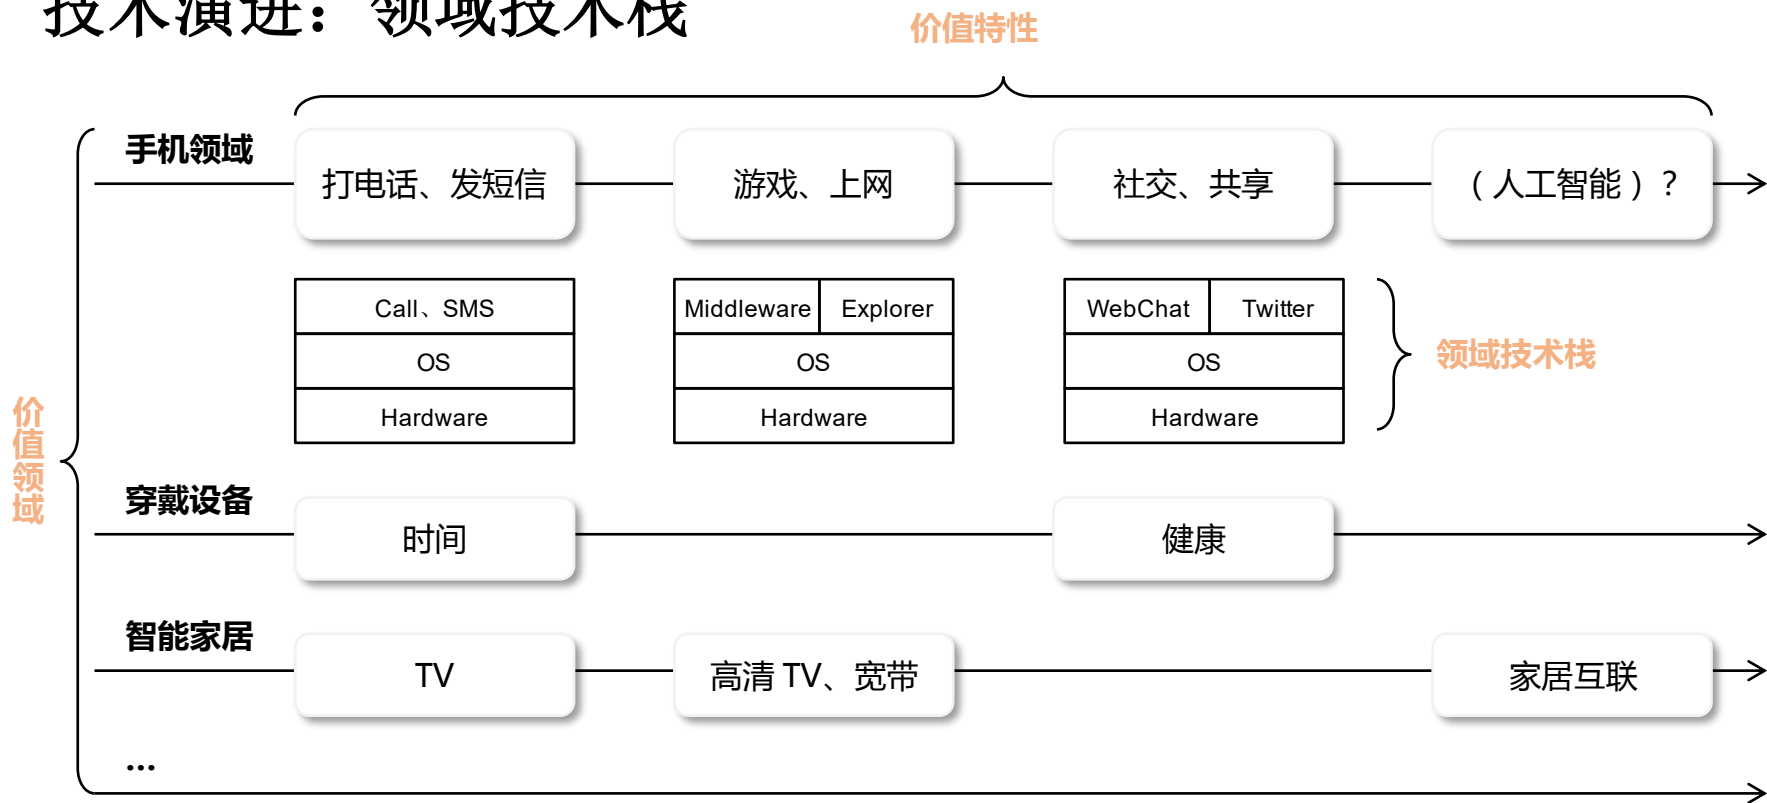 技术演进：领域技术栈
价值特性
手机领域
打电话、发短信
游戏、上网
社交、共享
（人工智能）？
Call、SMS
OS
Hardware
Middleware
Explorer
OS
Hardware
WebChat
Twitter
OS
Hardware
领域技术栈
价值领域
穿戴设备
时间
健康
智能家居
TV
高清 TV、宽带
家居互联
...